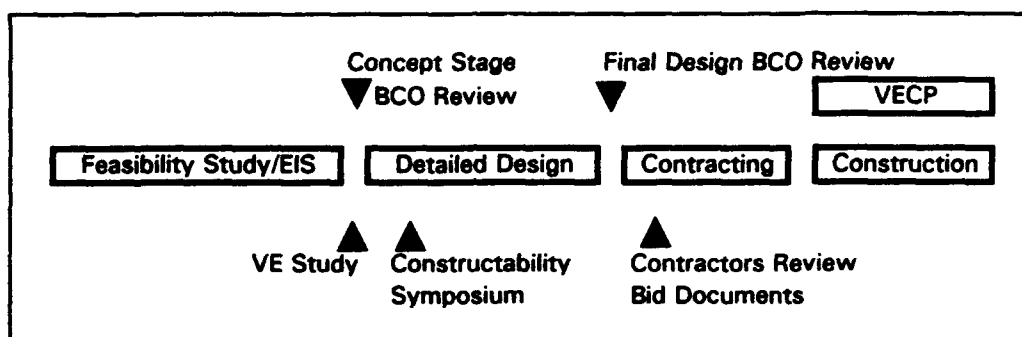 Concept Stage Final Design BCO Review
BCO Review VECP
Feasibility Study/EIS Detailed Design Contracting Construction
VE Study Constructability Contractors Review
Symposium Bid Documents